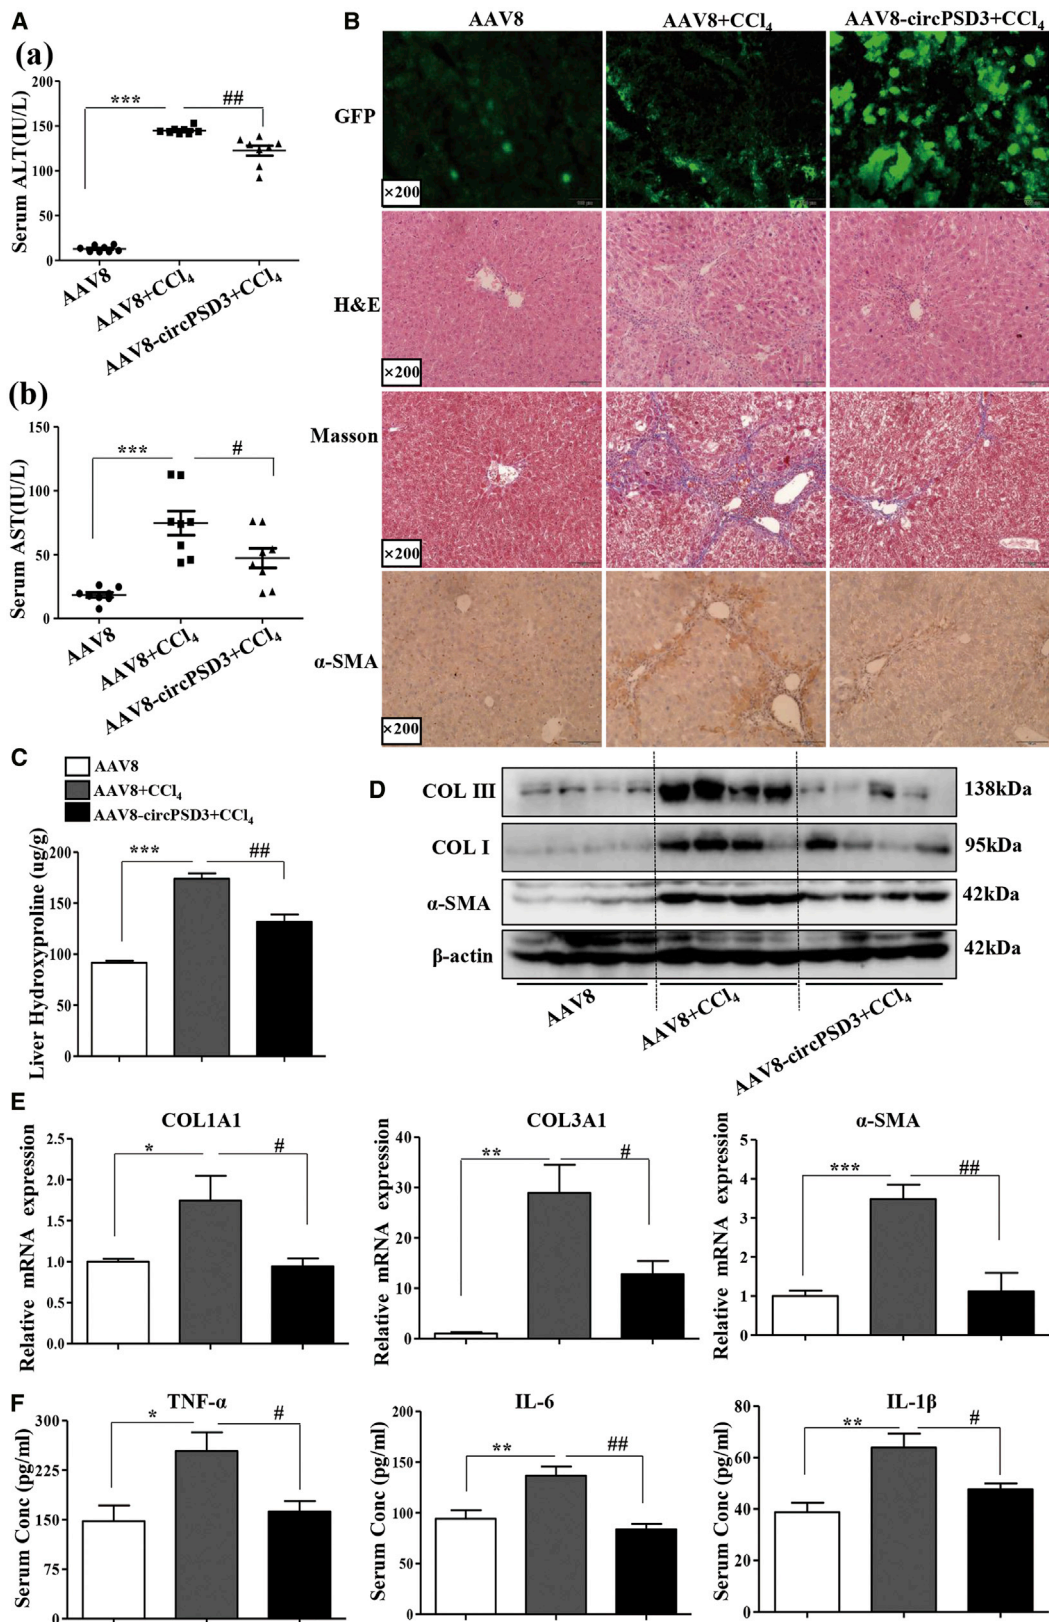 A
(a)
***
##
Serum ALT(IU/L)
200
150
100
50
0
AAV8
AAV8+CCl₄
AAV8-circPSD3+CCl₄
(b)
***
#
Serum AST(IU/L)
150
100
50
0
AAV8
AAV8+CCl₄
AAV8-circPSD3+CCl₄
B
AAV8
AAV8+CCl₄
AAV8-circPSD3+CCl₄
GFP
×200
H&E
×200
Masson
×200
α-SMA
×200
C
AAV8
AAV8+CCl₄
AAV8-circPSD3+CCl₄
***
##
Liver Hydroxyproline (ug/g)
200
150
100
50
0
D
COL III
138kDa
COL I
95kDa
α-SMA
42kDa
β-actin
42kDa
AAV8
AAV8+CCl₄
AAV8-circPSD3+CCl₄
E
COL1A1
*
#
Relative mRNA expression
2.5
2.0
1.5
1.0
0.5
0.0
COL3A1
**
#
Relative mRNA expression
40
30
20
10
0
α-SMA
***
##
Relative mRNA expression
5
4
3
2
1
0
F
TNF-α
*
#
Serum Conc (pg/ml)
300
225
150
75
0
IL-6
**
##
Serum Conc (pg/ml)
200
150
100
50
0
IL-1β
**
#
Serum Conc (pg/ml)
80
60
40
20
0